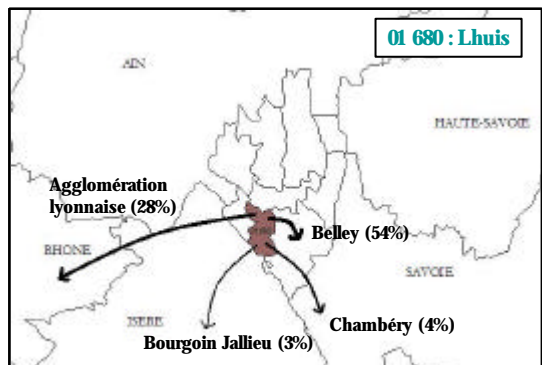 01 680 : Lhuis
AIN
HAUTE-SAVOIE
Agglomération
lyonnaise (28%)
Belley (54%)
RHONE
SAVOIE
ISERE
Chambéry (4%)
Bourgoin Jallieu (3%)